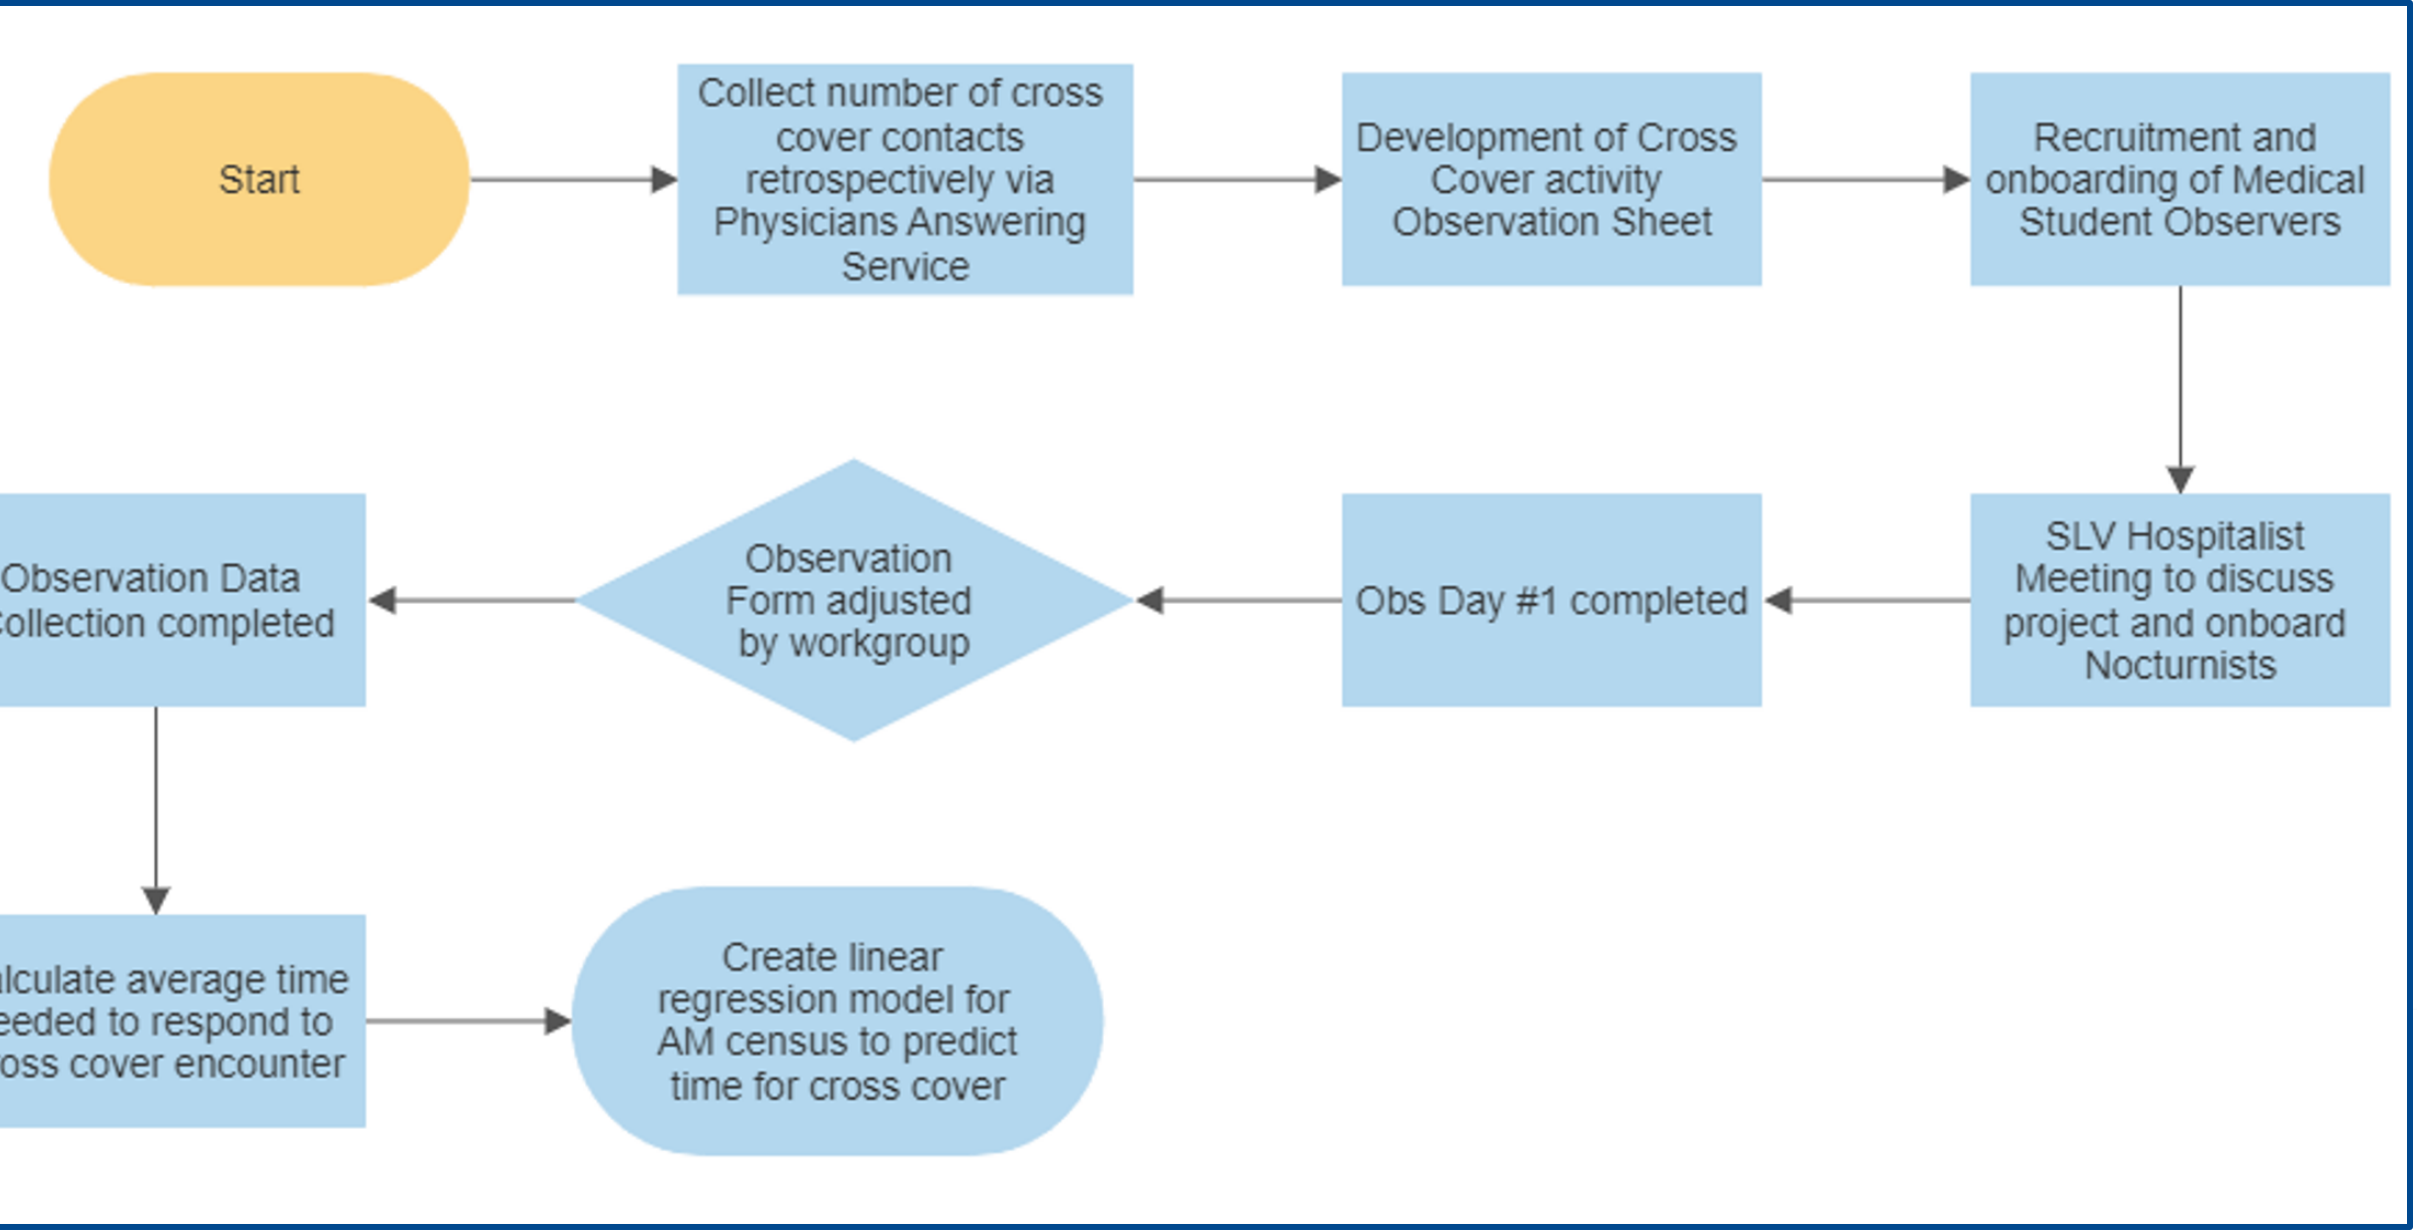 Start
Collect number of cross
cover contacts
retrospectively via
Physicians Answering
Service
Development of Cross
Cover activity
Observation Sheet
Recruitment and
onboarding of Medical
Student Observers
Observation Data
Collection completed
Observation
Form adjusted
by workgroup
Obs Day #1 completed
SLV Hospitalist
Meeting to discuss
project and onboard
Nocturnists
alculate average time
eeded to respond to
oss cover encounter
Create linear
regression model for
AM census to predict
time for cross cover